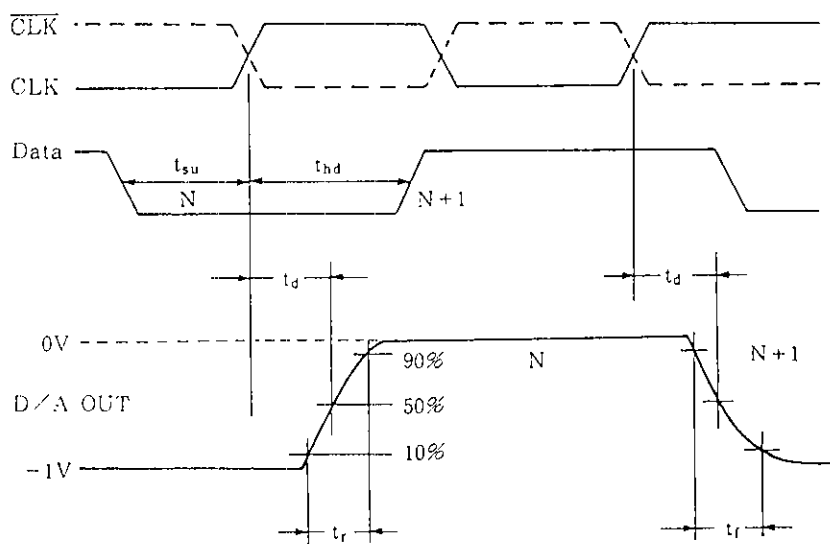 CLK
CLK
Data
tsu
thd
N
N+1
td
td
0V
90%
N
N+1
D/A OUT
50%
10%
-1V
tr
tf